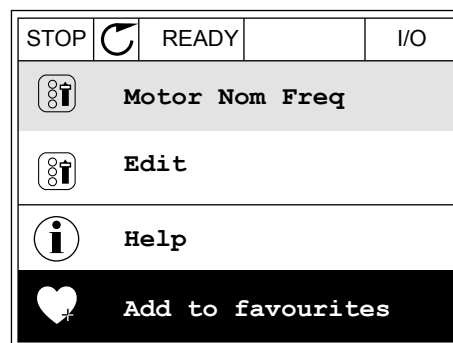 STOP READY I/O
Motor Nom Freq
Edit
Help
Add to favourites